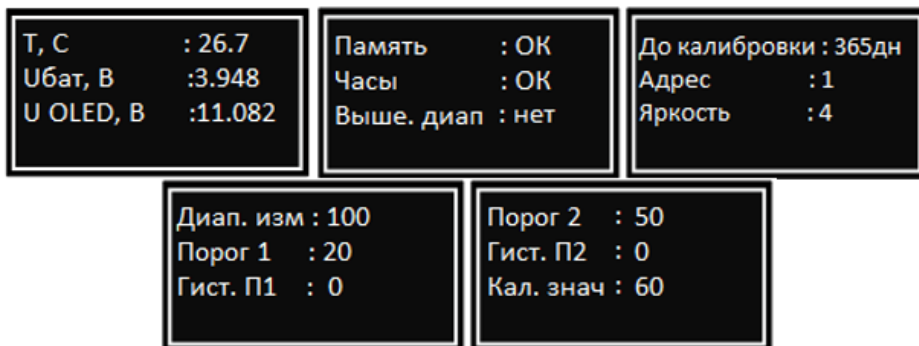 T, C : 26.7
Uбат, В :3.948
U OLED, В :11.082
Память : ОК
Часы : ОК
Выше. диап : нет
До калибровки : 365дн
Адрес : 1
Яркость : 4
Диап. изм : 100
Порог 1 : 20
Гист. П1 : 0
Порог 2 : 50
Гист. П2 : 0
Кал. знач : 60